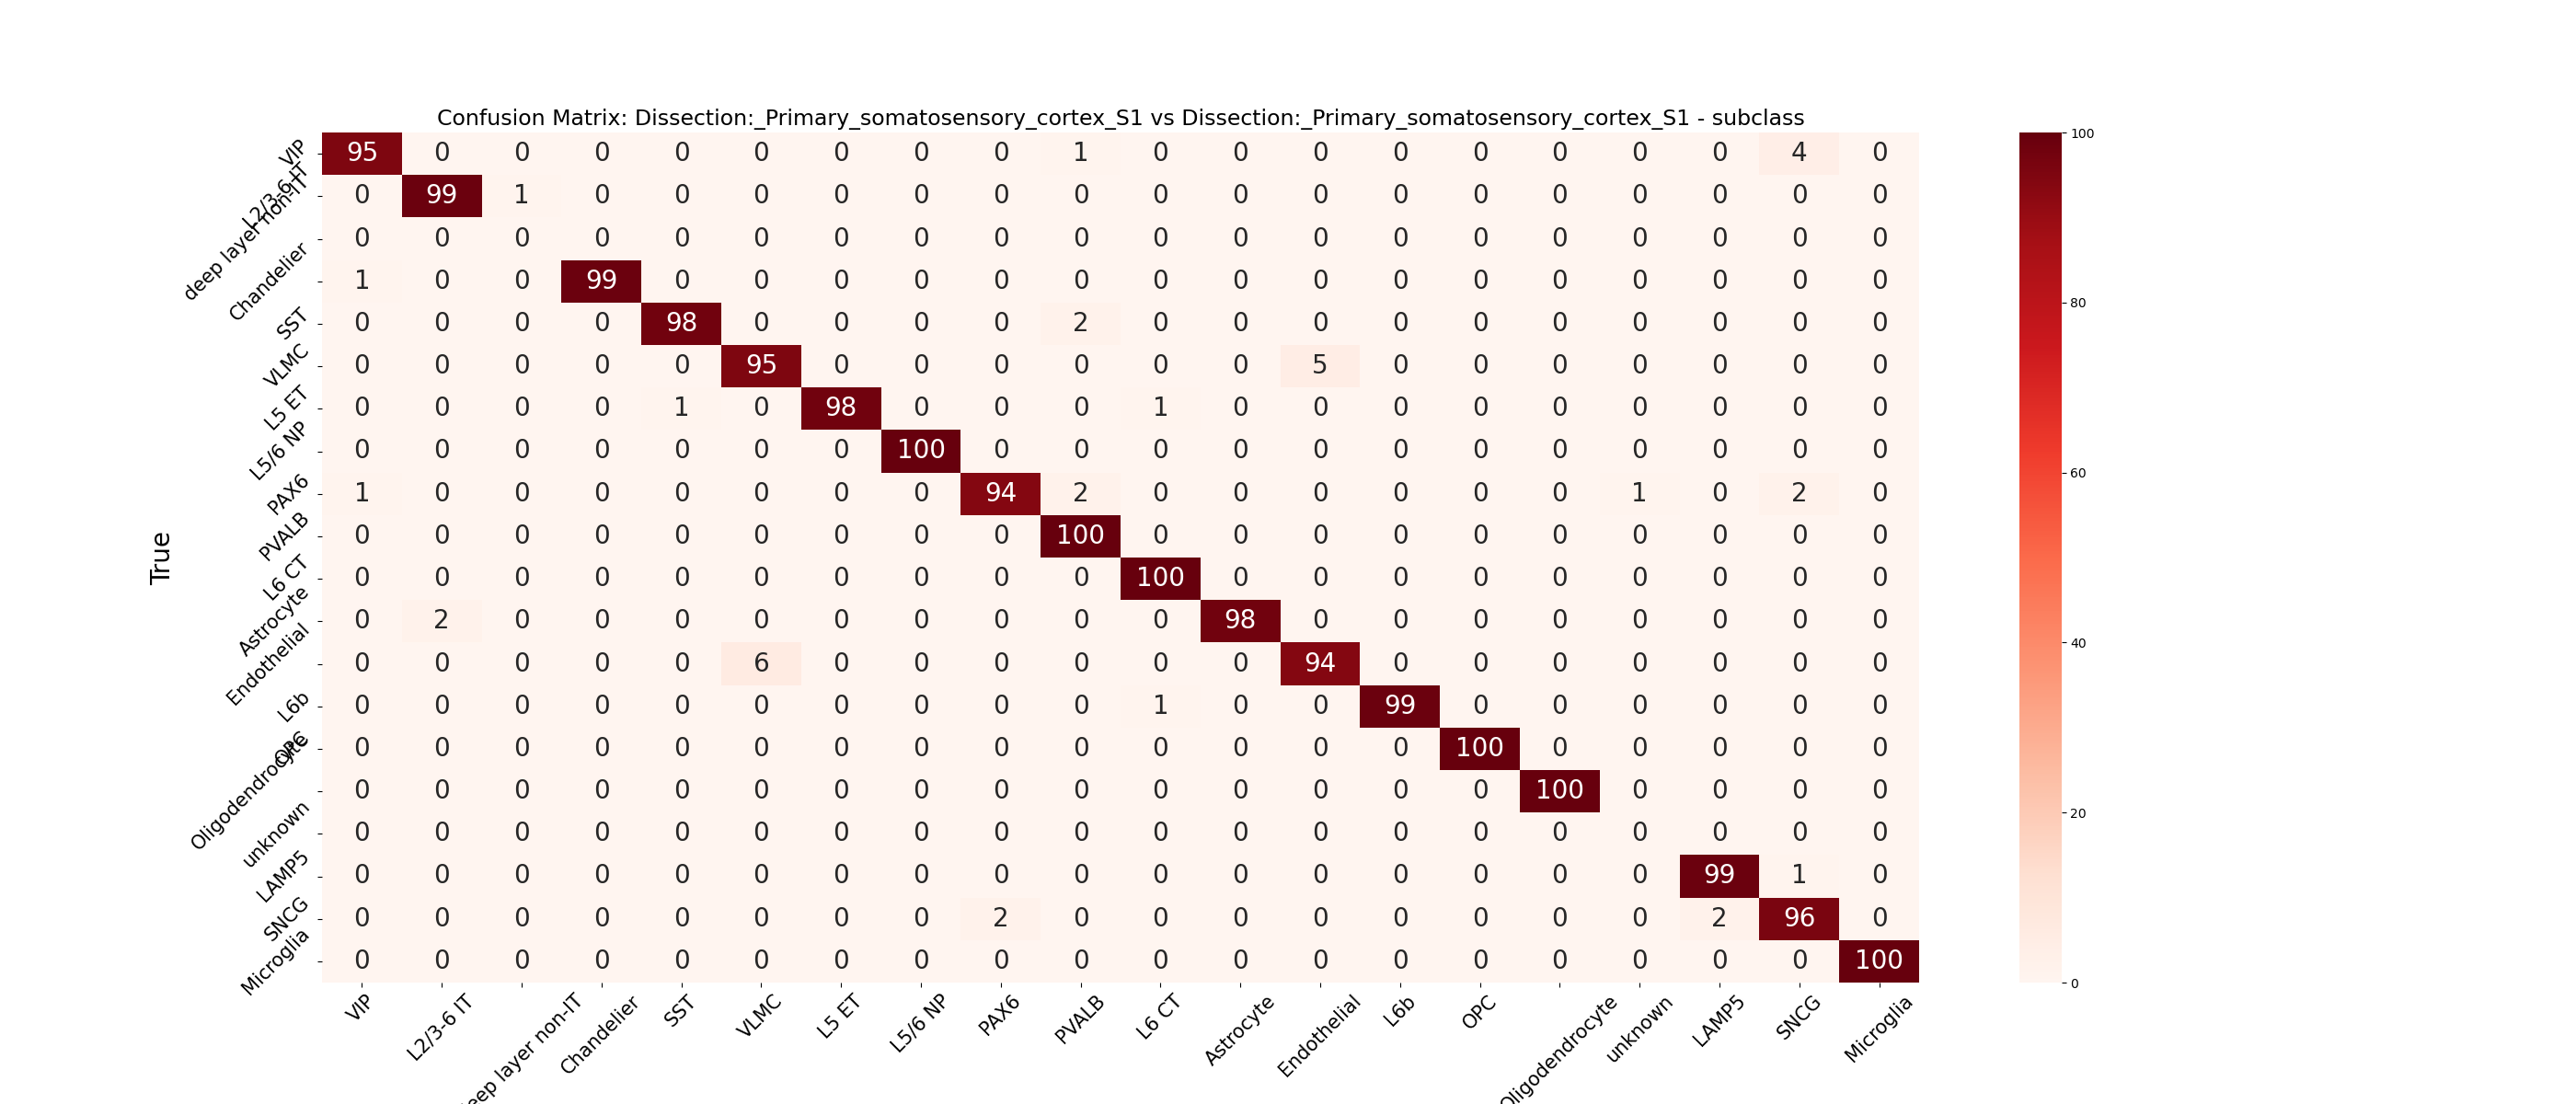 Confusion Matrix: Dissection:_Primary_somatosensory_cortex_S1 vs Dissection:_Primary_somatosensory_cortex_S1 - subclass
True
VIP 95 0 0 0 0 0 0 0 0 1 0 0 0 0 0 0 0 0 4 0
L2/3-6 IT 0 99 1 0 0 0 0 0 0 0 0 0 0 0 0 0 0 0 0 0
deep layer non-IT 0 0 0 0 0 0 0 0 0 0 0 0 0 0 0 0 0 0 0 0
Chandelier 1 0 0 99 0 0 0 0 0 0 0 0 0 0 0 0 0 0 0 0
SST 0 0 0 0 98 0 0 0 0 2 0 0 0 0 0 0 0 0 0 0
VLMC 0 0 0 0 0 95 0 0 0 0 0 0 5 0 0 0 0 0 0 0
L5 ET 0 0 0 0 1 0 98 0 0 0 1 0 0 0 0 0 0 0 0 0
L5/6 NP 0 0 0 0 0 0 0 100 0 0 0 0 0 0 0 0 0 0 0 0
PAX6 1 0 0 0 0 0 0 0 94 2 0 0 0 0 0 0 1 0 2 0
PVALB 0 0 0 0 0 0 0 0 0 100 0 0 0 0 0 0 0 0 0 0
L6 CT 0 0 0 0 0 0 0 0 0 0 100 0 0 0 0 0 0 0 0 0
Astrocyte 0 2 0 0 0 0 0 0 0 0 0 98 0 0 0 0 0 0 0 0
Endothelial 0 0 0 0 0 6 0 0 0 0 0 0 94 0 0 0 0 0 0 0
L6b 0 0 0 0 0 0 0 0 0 0 1 0 0 99 0 0 0 0 0 0
OPC 0 0 0 0 0 0 0 0 0 0 0 0 0 0 100 0 0 0 0 0
Oligodendrocyte 0 0 0 0 0 0 0 0 0 0 0 0 0 0 0 100 0 0 0 0
unknown 0 0 0 0 0 0 0 0 0 0 0 0 0 0 0 0 0 0 0 0
LAMP5 0 0 0 0 0 0 0 0 0 0 0 0 0 0 0 0 0 99 1 0
SNCG 0 0 0 0 0 0 0 0 2 0 0 0 0 0 0 0 0 2 96 0
Microglia 0 0 0 0 0 0 0 0 0 0 0 0 0 0 0 0 0 0 0 100
VIP L2/3-6 IT deep layer non-IT Chandelier SST VLMC L5 ET L5/6 NP PAX6 PVALB L6 CT Astrocyte Endothelial L6b OPC Oligodendrocyte unknown LAMP5 SNCG Microglia
100
80
60
40
20
0